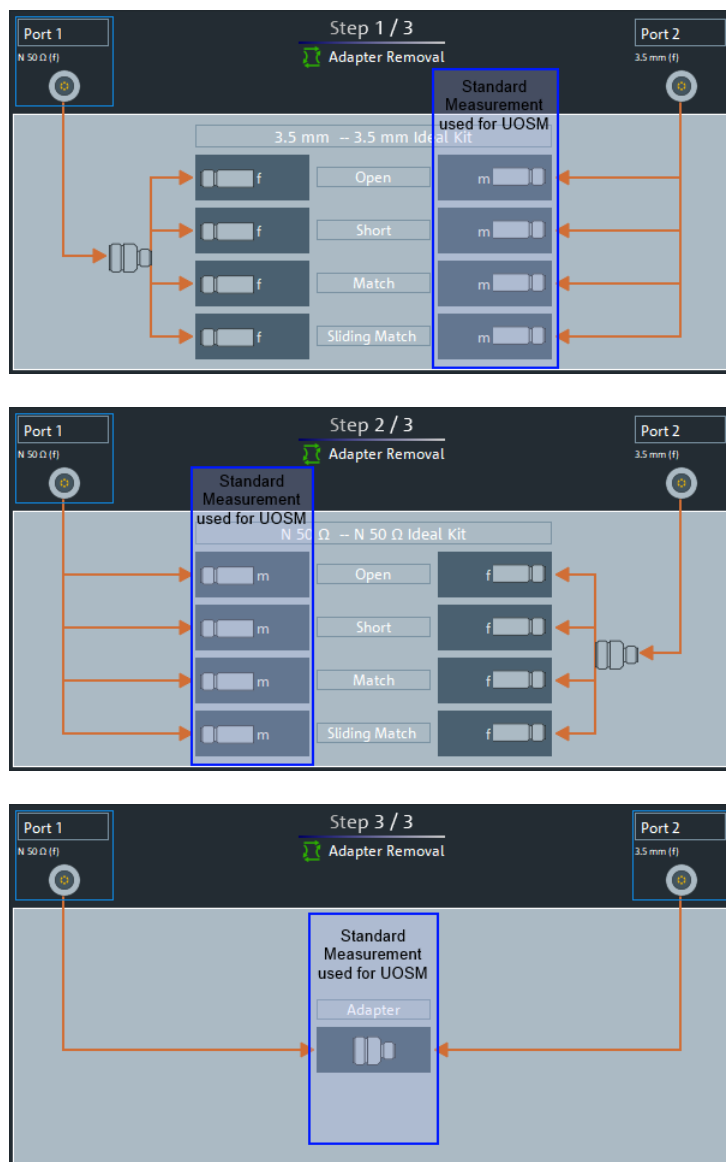 Port 1
Step 1 / 3
Port 2
N 50 Ω (f)
Adapter Removal
3.5 mm (f)
Standard
Measurement
used for UOSM
3.5 mm -- 3.5 mm Ideal Kit
f Open m
f Short m
f Match m
f Sliding Match m
Port 1
Step 2 / 3
Port 2
N 50 Ω (f)
Adapter Removal
3.5 mm (f)
Standard
Measurement
used for UOSM
N 50 Ω -- N 50 Ω Ideal Kit
m Open f
m Short f
m Match f
m Sliding Match f
Port 1
Step 3 / 3
Port 2
N 50 Ω (f)
Adapter Removal
3.5 mm (f)
Standard
Measurement
used for UOSM
Adapter